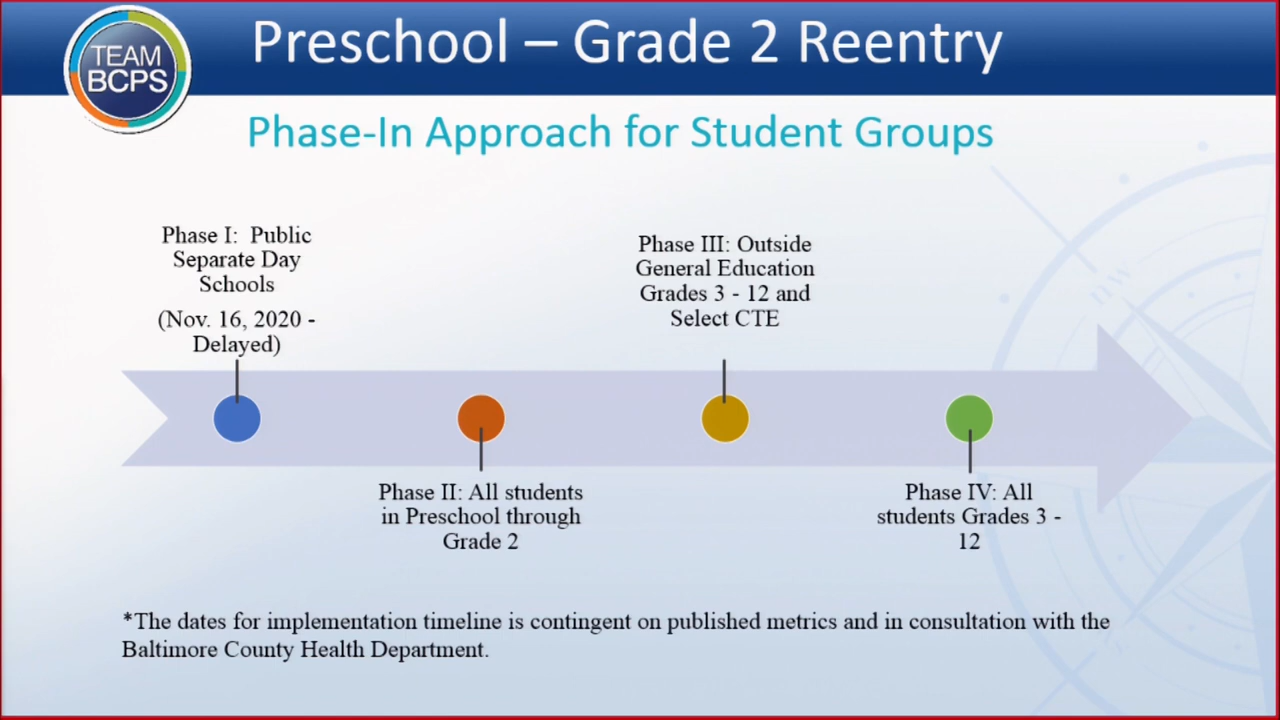 TEAM
BCPS
Preschool – Grade 2 Reentry
Phase-In Approach for Student Groups
Phase I:  Public
Separate Day
Schools
(Nov. 16, 2020 -
Delayed)
Phase II: All students
in Preschool through
Grade 2
Phase III: Outside
General Education
Grades 3 - 12 and
Select CTE
Phase IV: All
students Grades 3 -
12
*The dates for implementation timeline is contingent on published metrics and in consultation with the
Baltimore County Health Department.